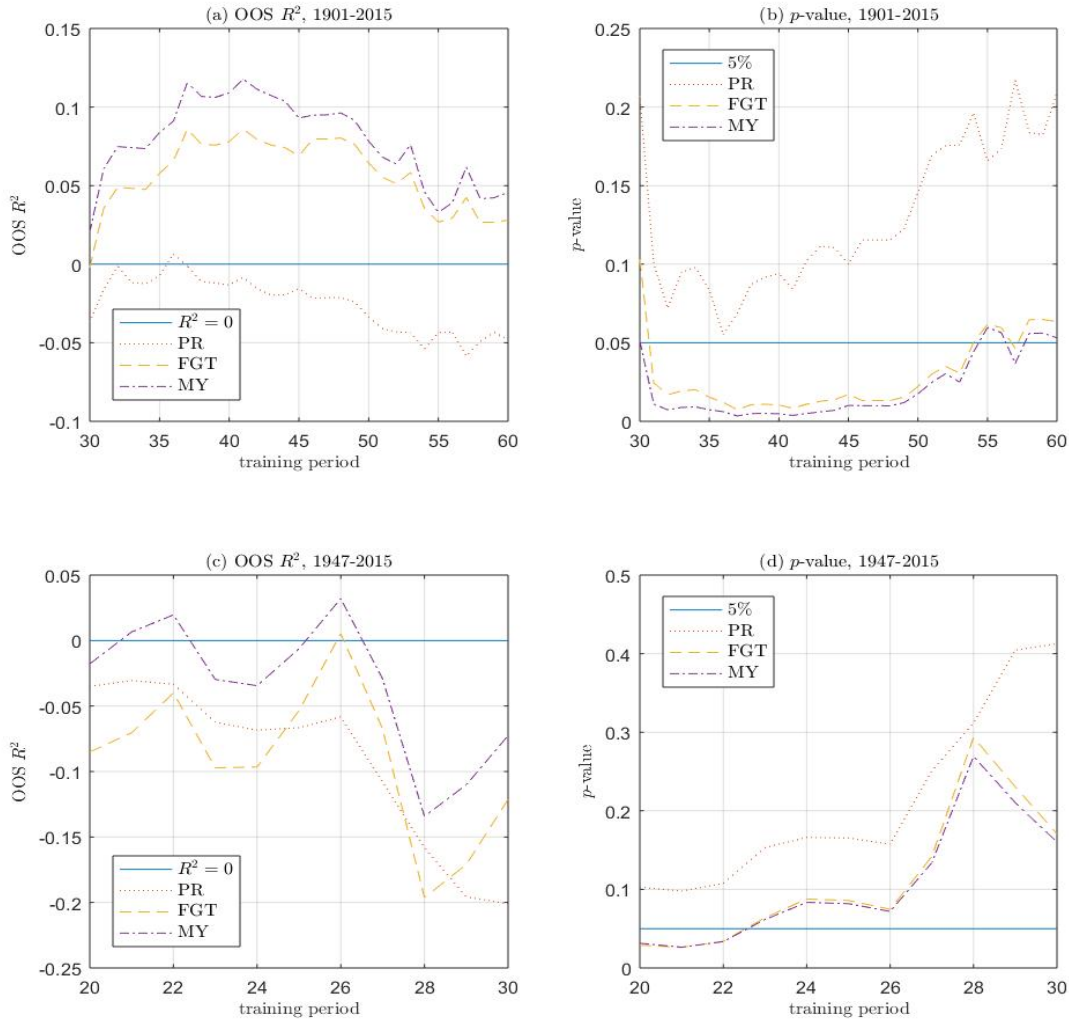 (a) OOS R², 1901-2015
0.15
0.1
0.05
0
-0.05
-0.1
OOS R²
R² = 0
PR
FGT
MY
30 35 40 45 50 55 60
training period
(b) p-value, 1901-2015
0.25
0.2
0.15
0.1
0.05
0
p-value
5%
PR
FGT
MY
30 35 40 45 50 55 60
training period
(c) OOS R², 1947-2015
0.05
0
-0.05
-0.1
-0.15
-0.2
-0.25
OOS R²
R² = 0
PR
FGT
MY
20 22 24 26 28 30
training period
(d) p-value, 1947-2015
0.5
0.4
0.3
0.2
0.1
0
p-value
5%
PR
FGT
MY
20 22 24 26 28 30
training period